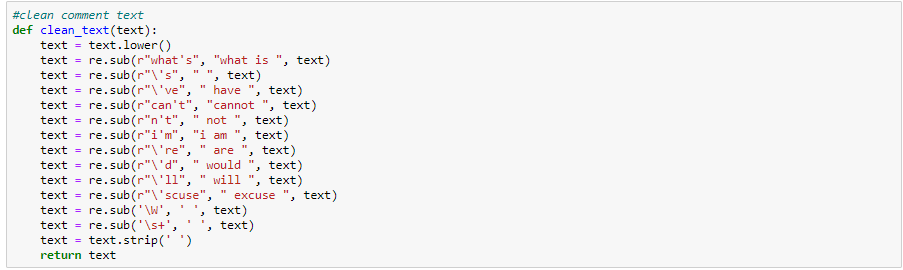 #clean comment text
def clean_text(text):
    text = text.lower()
    text = re.sub(r"what's", "what is ", text)
    text = re.sub(r"\'s", " ", text)
    text = re.sub(r"\'ve", " have ", text)
    text = re.sub(r"can't", "cannot ", text)
    text = re.sub(r"n't", " not ", text)
    text = re.sub(r"i'm", "i am ", text)
    text = re.sub(r"\'re", " are ", text)
    text = re.sub(r"\'d", " would ", text)
    text = re.sub(r"\'ll", " will ", text)
    text = re.sub(r"\'scuse", " excuse ", text)
    text = re.sub('\W', ' ', text)
    text = re.sub('\s+', ' ', text)
    text = text.strip(' ')
    return text